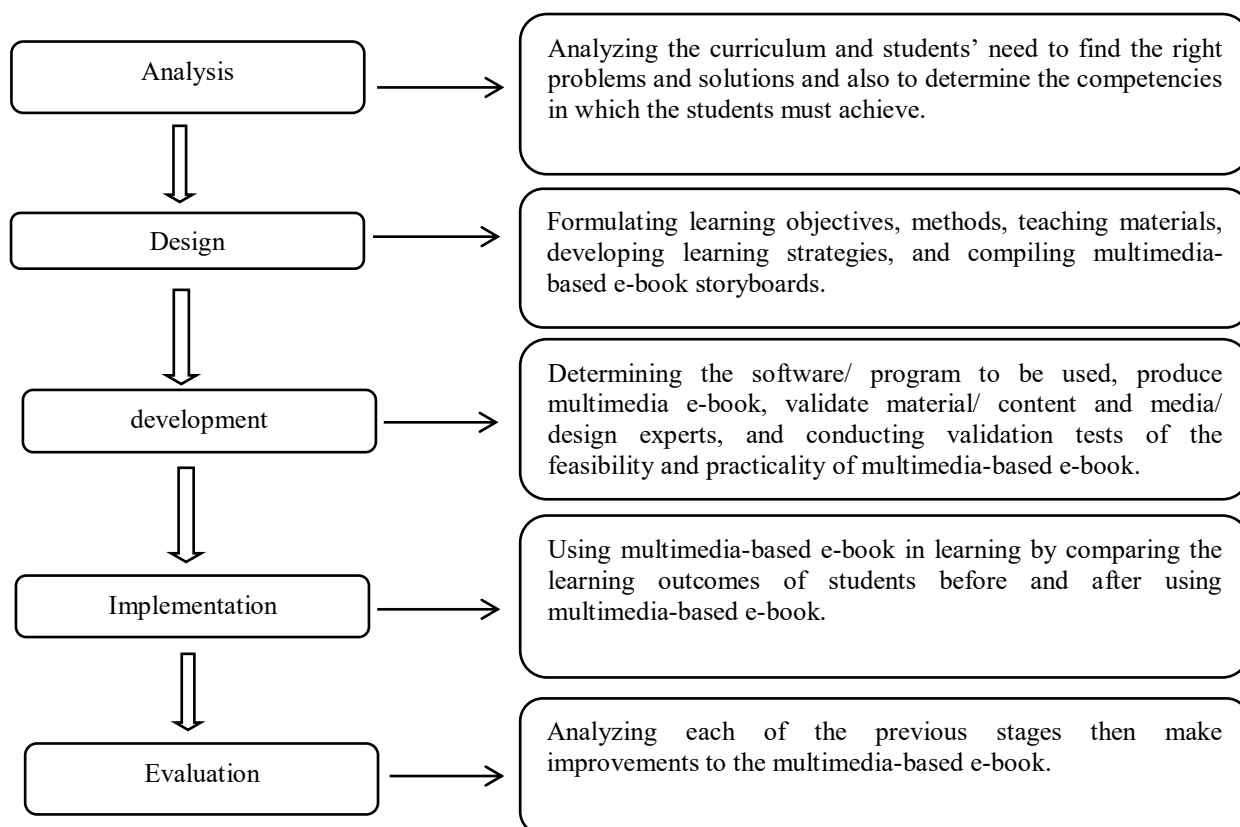 Analysis
Analyzing the curriculum and students’ need to find the right
problems and solutions and also to determine the competencies
in which the students must achieve.
Design
Formulating learning objectives, methods, teaching materials,
developing learning strategies, and compiling multimedia-
based e-book storyboards.
development
Determining the software/ program to be used, produce
multimedia e-book, validate material/ content and media/
design experts, and conducting validation tests of the
feasibility and practicality of multimedia-based e-book.
Implementation
Using multimedia-based e-book in learning by comparing the
learning outcomes of students before and after using
multimedia-based e-book.
Evaluation
Analyzing each of the previous stages then make
improvements to the multimedia-based e-book.